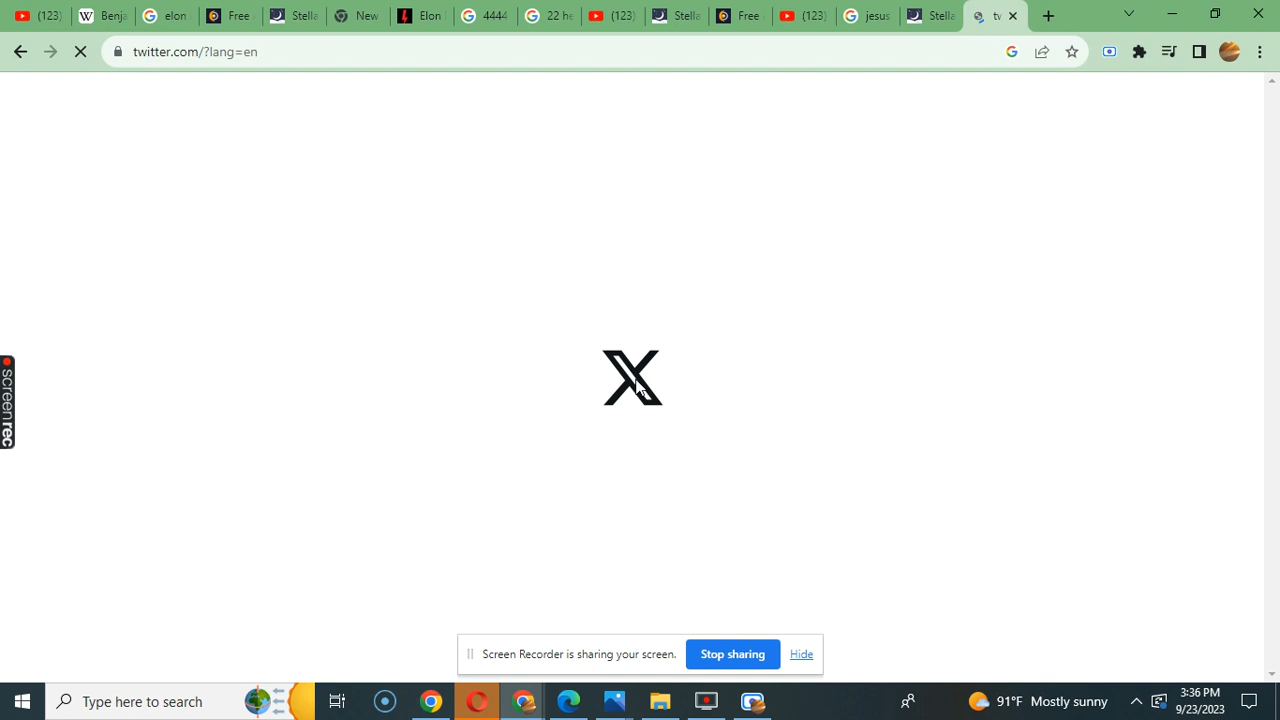 (123)
Benja
elon
Free
Stella
New
Elon
4444
22 he
(123)
Stella
Free
(123)
jesus
Stella
tw
twitter.com/?lang=en
X
screenrec
Screen Recorder is sharing your screen.
Stop sharing
Hide
Type here to search
91°F Mostly sunny
3:36 PM
9/23/2023